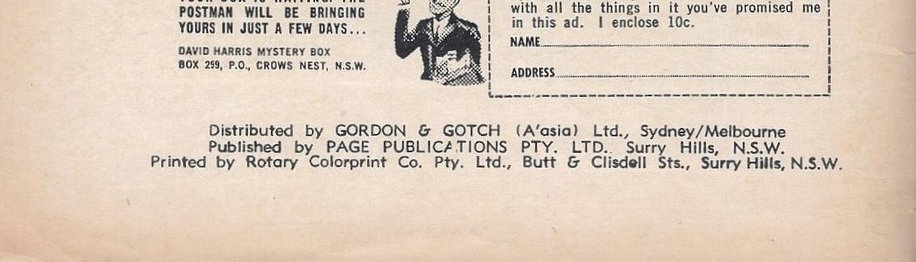 POSTMAN WILL BE BRINGING
YOURS IN JUST A FEW DAYS...
DAVID HARRIS MYSTERY BOX
BOX 299, P.O., CROWS NEST, N.S.W.
with all the things in it you've promised me
in this ad. I enclose 10c.
NAME
ADDRESS
Distributed by GORDON & GOTCH (A'asia) Ltd., Sydney/Melbourne
Published by PAGE PUBLICATIONS PTY. LTD. Surry Hills, N.S.W.
Printed by Rotary Colorprint Co. Pty. Ltd., Butt & Clisdell Sts., Surry Hills, N.S.W.